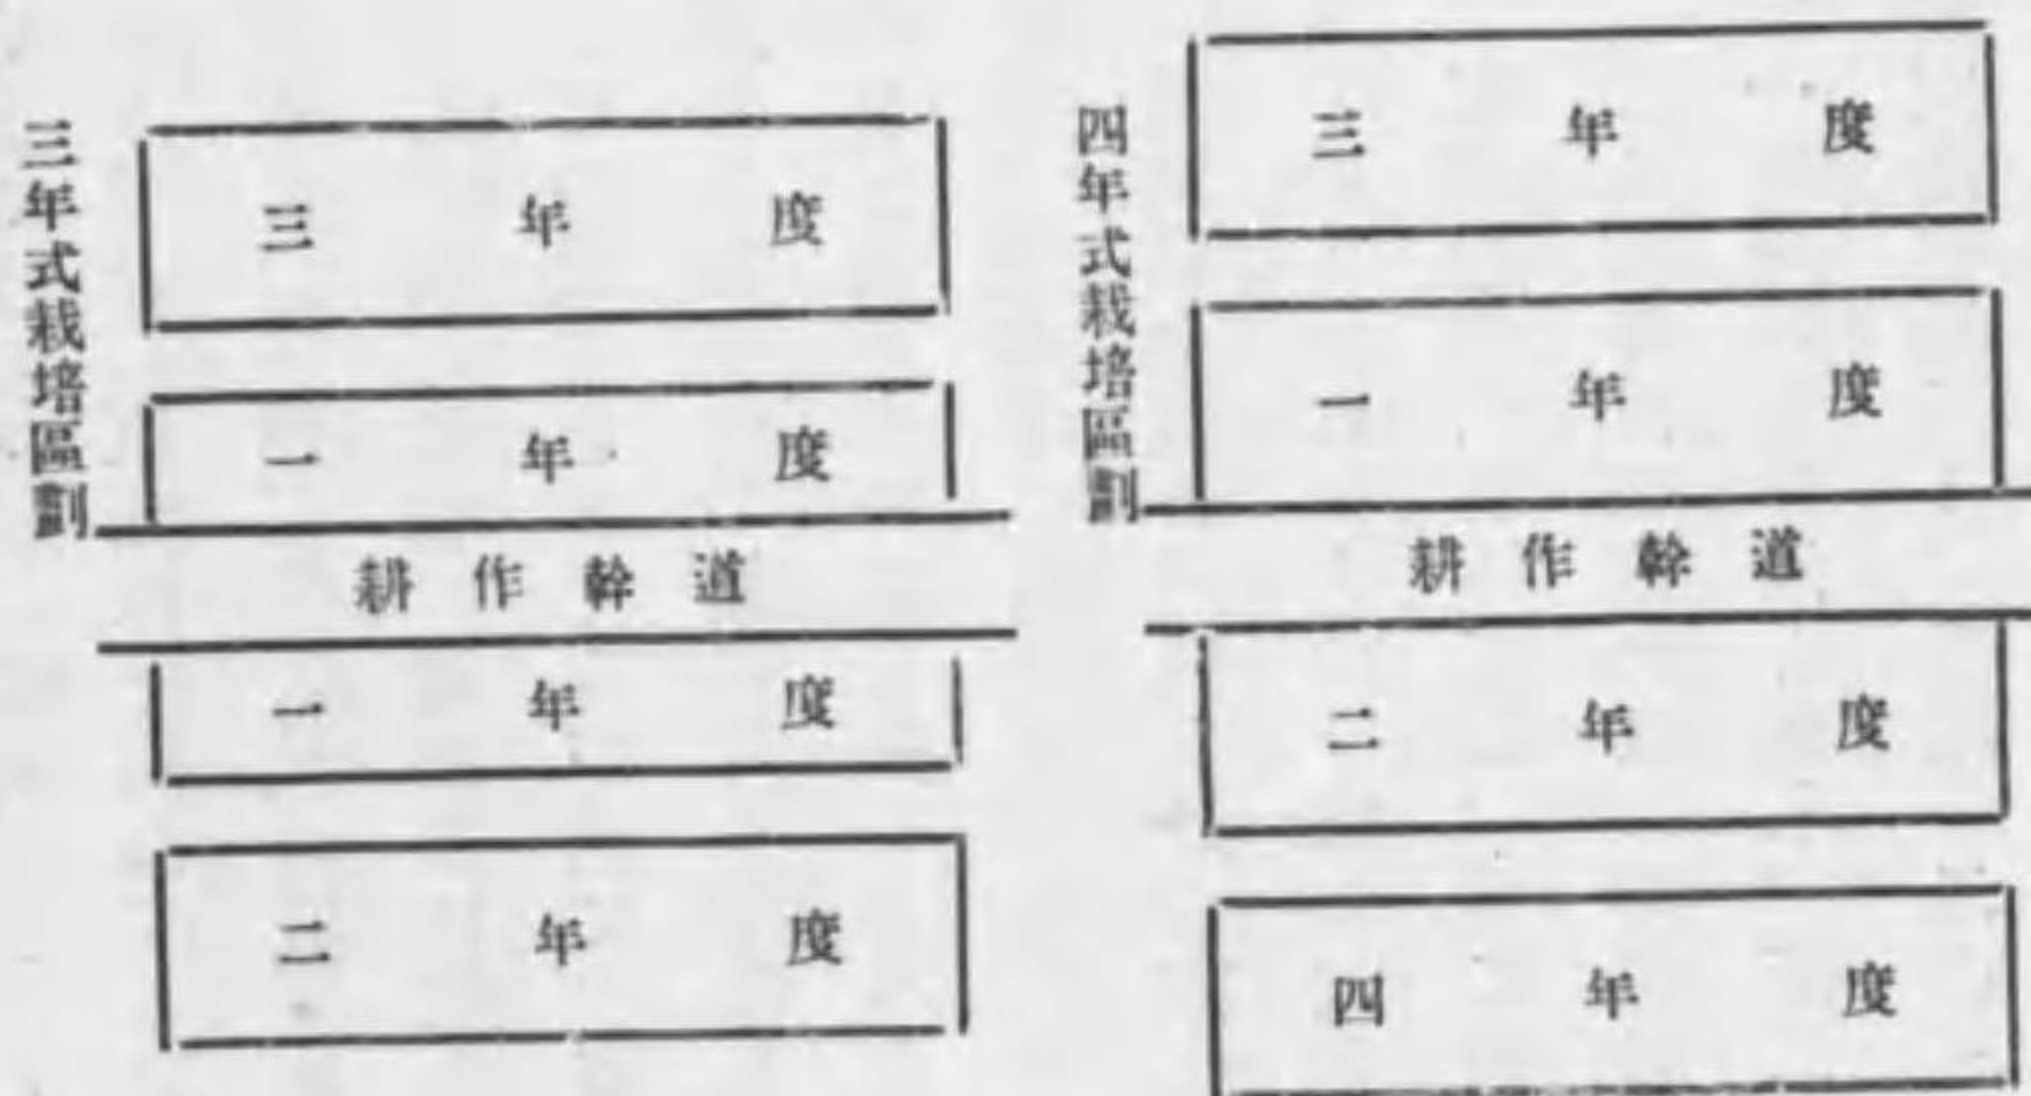 三年式栽培區劃
三年度
一年度
耕作幹道
一年度
二年度
四年式栽培區劃
三年度
一年度
耕作幹道
二年度
四年度